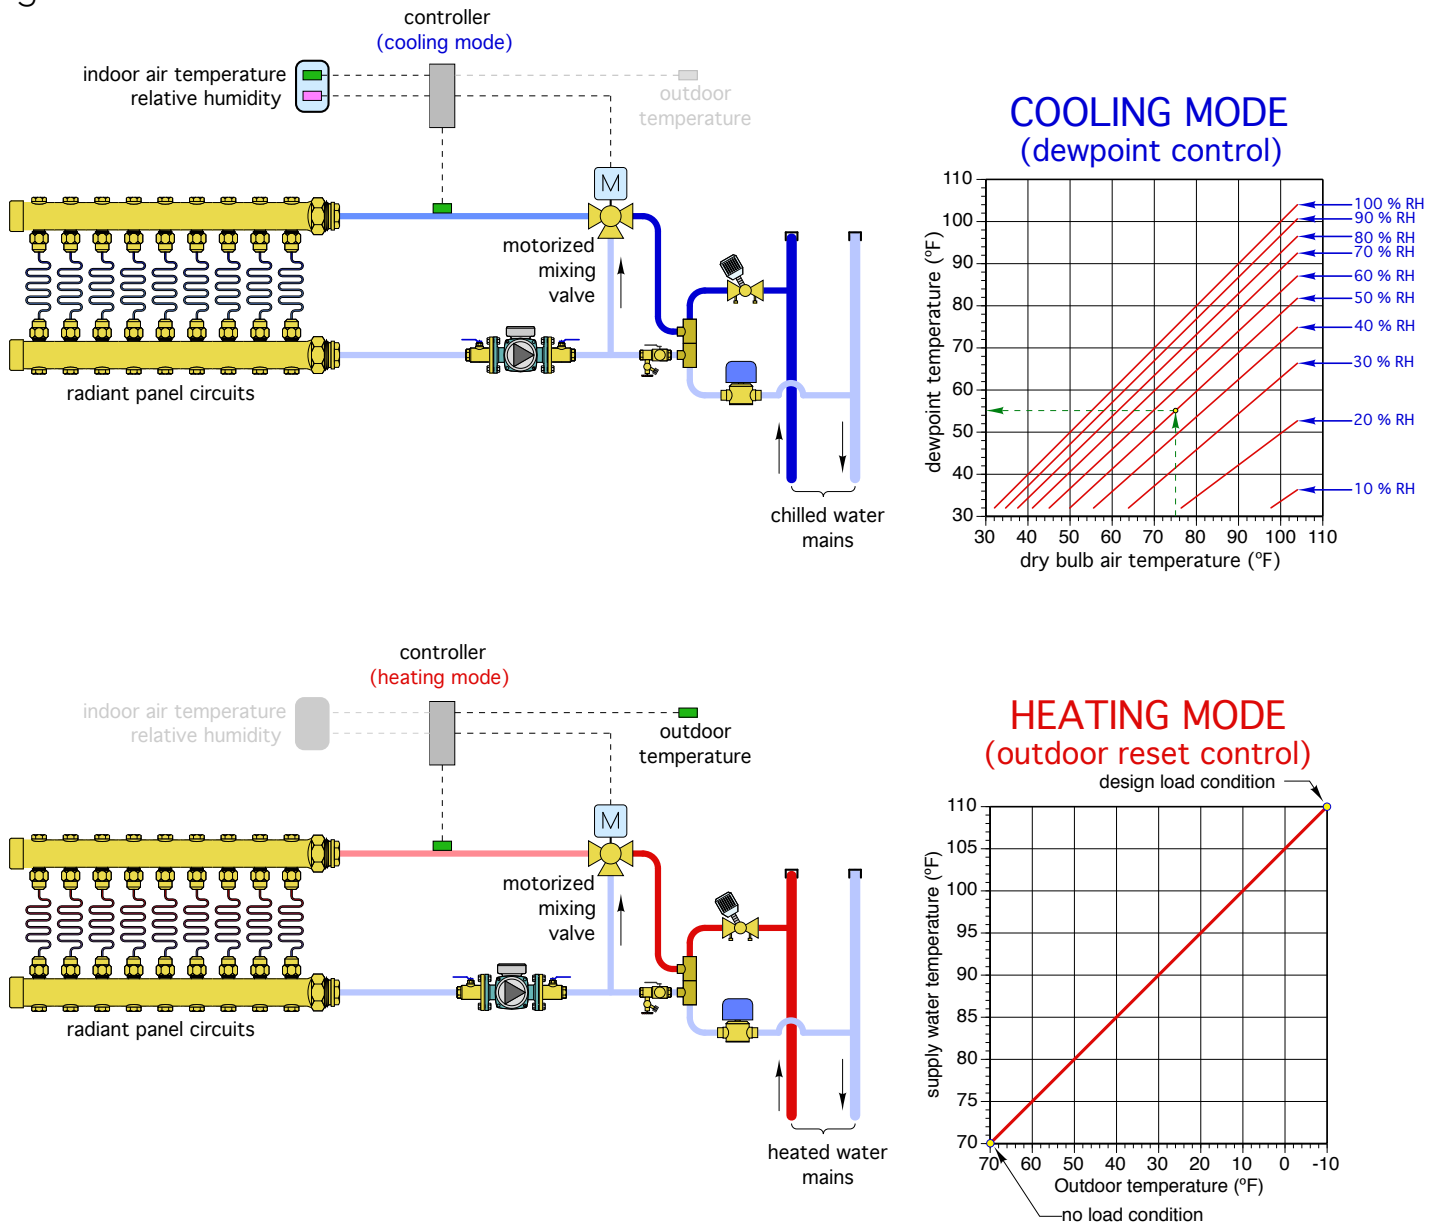 controller
(cooling mode)
indoor air temperature
relative humidity
outdoor
temperature
M
motorized
mixing
valve
radiant panel circuits
chilled water
mains
COOLING MODE
(dewpoint control)
dewpoint temperature (ºF)
110
100
90
80
70
60
50
40
30
30 40 50 60 70 80 90 100 110
dry bulb air temperature (ºF)
100 % RH
90 % RH
80 % RH
70 % RH
60 % RH
50 % RH
40 % RH
30 % RH
20 % RH
10 % RH
controller
(heating mode)
indoor air temperature
relative humidity
outdoor
temperature
M
motorized
mixing
valve
radiant panel circuits
heated water
mains
HEATING MODE
(outdoor reset control)
design load condition
supply water temperature (ºF)
110
105
100
95
90
85
80
75
70
70 60 50 40 30 20 10 0 -10
Outdoor temperature (ºF)
no load condition